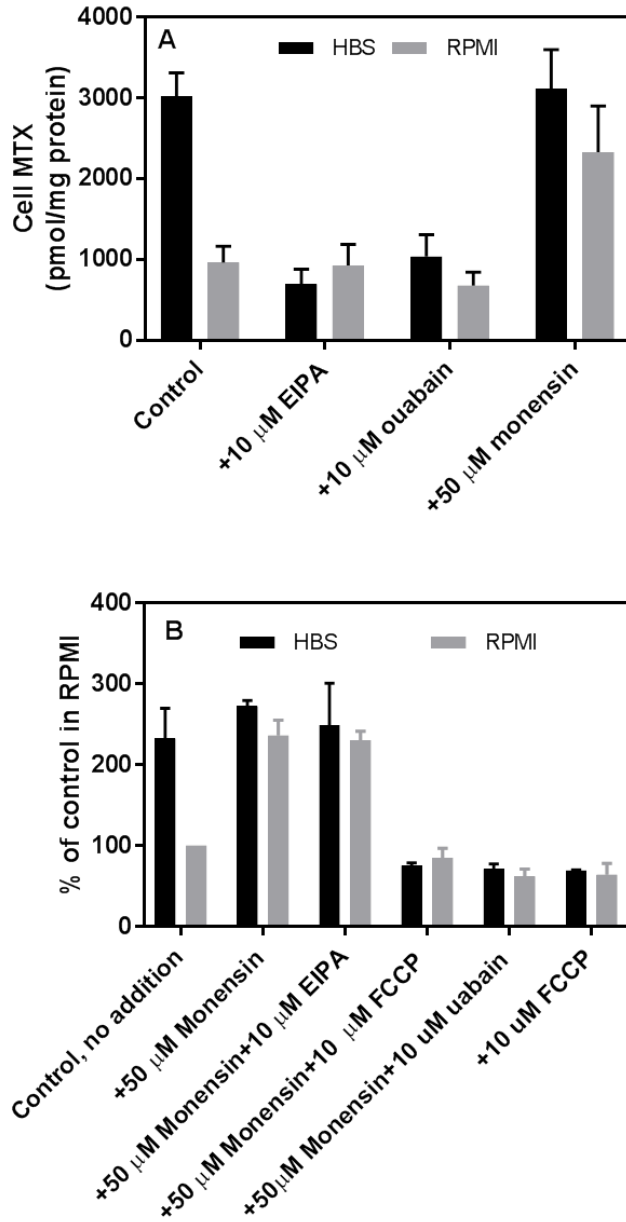 A
HBS
RPMI
4000
3000
2000
1000
0
Cell MTX
(pmol/mg protein)
Control
+10 μM EIPA
+10 μM ouabain
+50 μM monensin
B
HBS
RPMI
400
300
200
100
0
% of control in RPMI
Control, no addition
+50 μM Monensin
+50 μM Monensin+10 μM EIPA
+50 μM Monensin+10 μM FCCP
+50μM Monensin+10 uM uabain
+10 uM FCCP